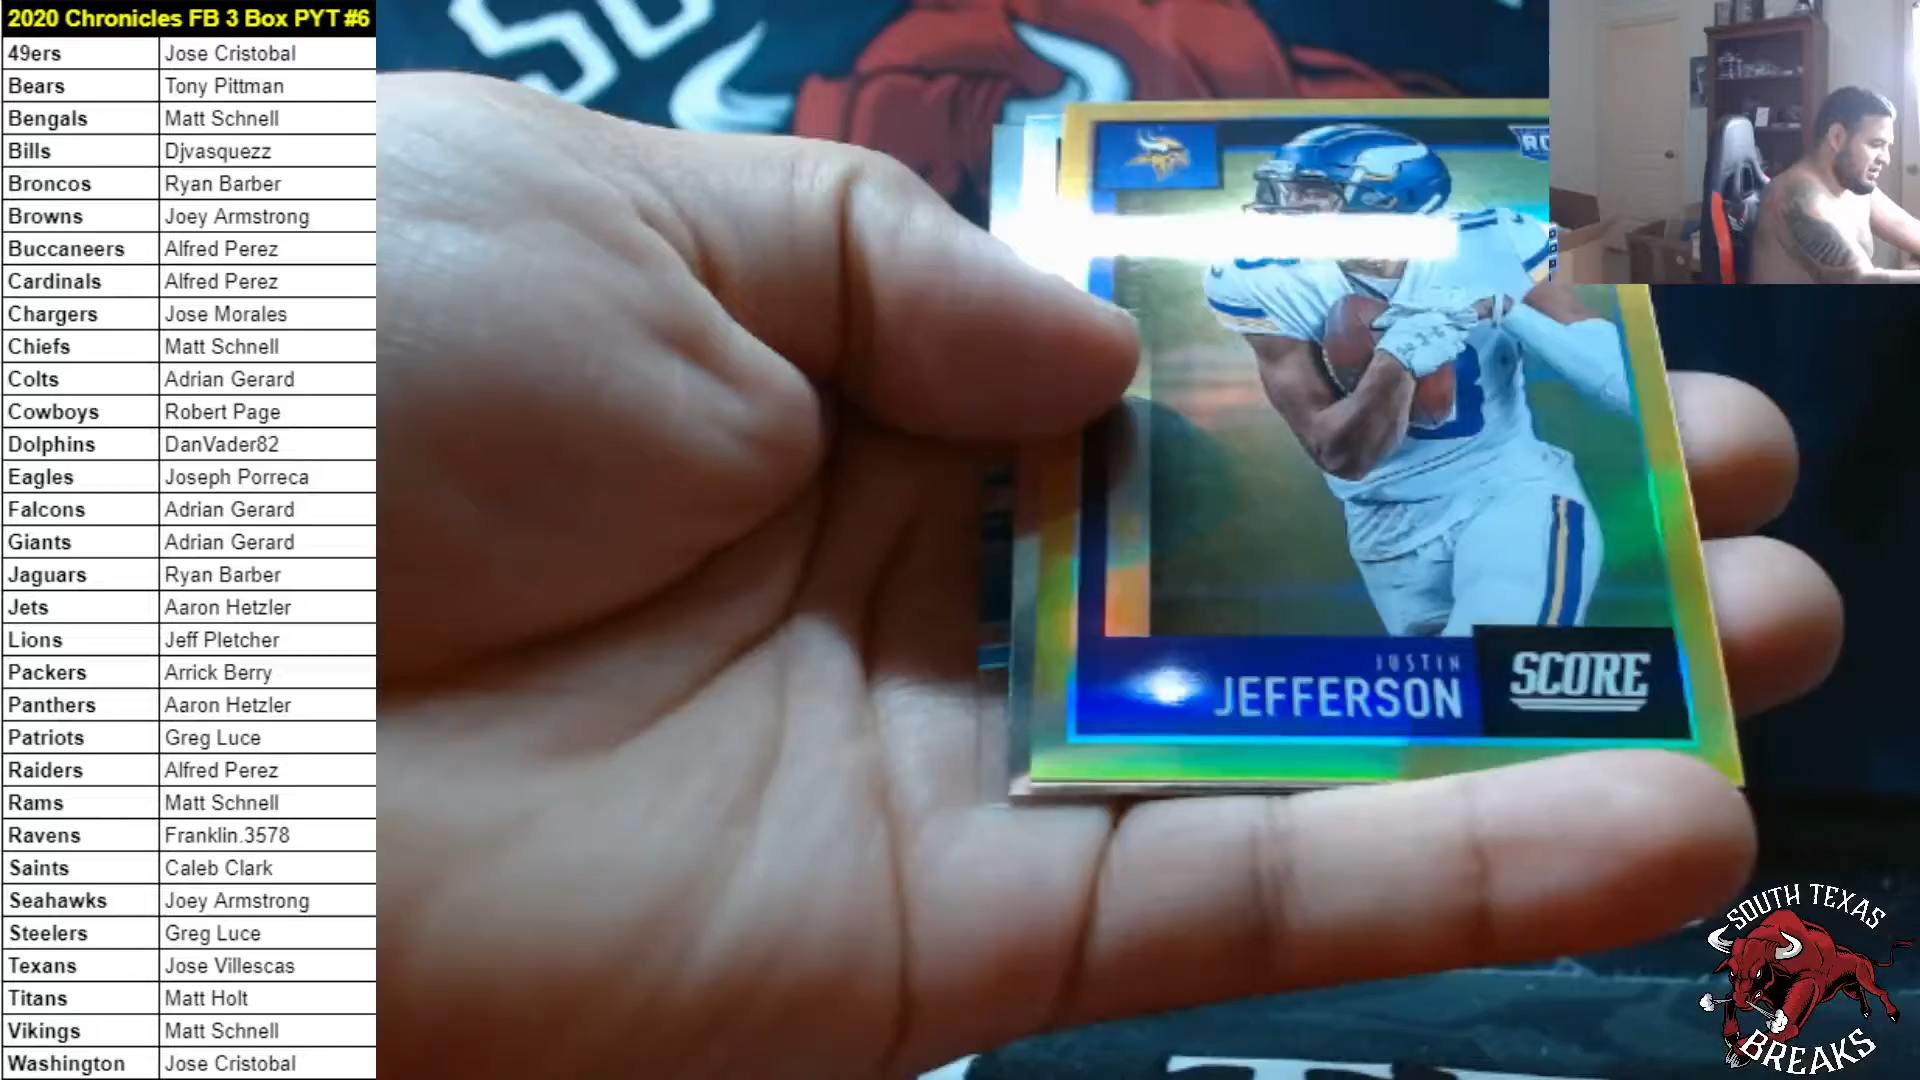 2020 Chronicles FB 3 Box PYT #6
49ers Jose Cristobal
Bears Tony Pittman
Bengals Matt Schnell
Bills Djvasquezz
Broncos Ryan Barber
Browns Joey Armstrong
Buccaneers Alfred Perez
Cardinals Alfred Perez
Chargers Jose Morales
Chiefs Matt Schnell
Colts Adrian Gerard
Cowboys Robert Page
Dolphins DanVader82
Eagles Joseph Porreca
Falcons Adrian Gerard
Giants Adrian Gerard
Jaguars Ryan Barber
Jets Aaron Hetzler
Lions Jeff Pletcher
Packers Arrick Berry
Panthers Aaron Hetzler
Patriots Greg Luce
Raiders Alfred Perez
Rams Matt Schnell
Ravens Franklin.3578
Saints Caleb Clark
Seahawks Joey Armstrong
Steelers Greg Luce
Texans Jose Villescas
Titans Matt Holt
Vikings Matt Schnell
Washington Jose Cristobal
JUSTIN
JEFFERSON
SCORE
SOUTH TEXAS
BREAKS